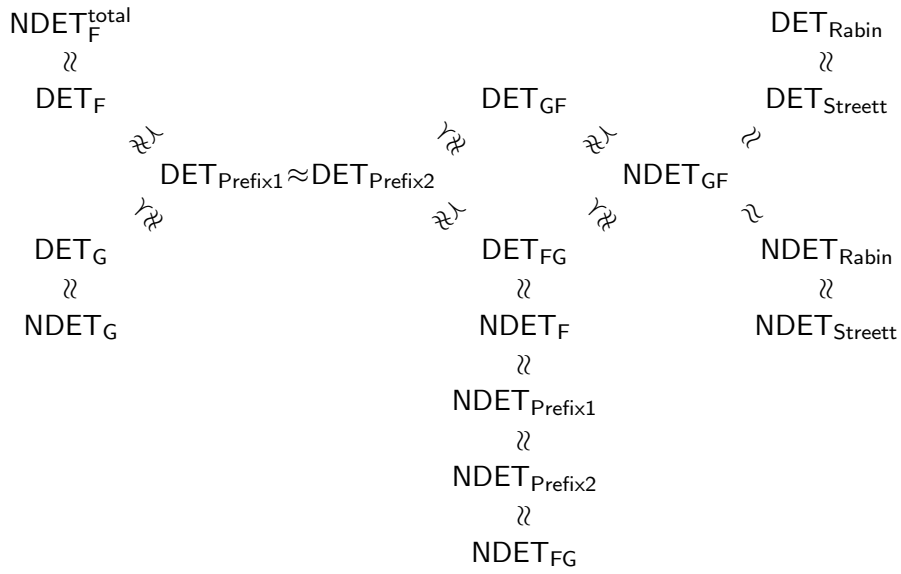 NDET_F^total DET_Rabin
≈ ≈
DET_F DET_GF DET_Streett
⋨ ⋨ ⋨ ≈
DET_Prefix1≈DET_Prefix2 NDET_GF
⋨ ⋨ ⋨ ≈
DET_G DET_FG NDET_Rabin
≈ ≈ ≈
NDET_G NDET_F NDET_Streett
≈
NDET_Prefix1
≈
NDET_Prefix2
≈
NDET_FG